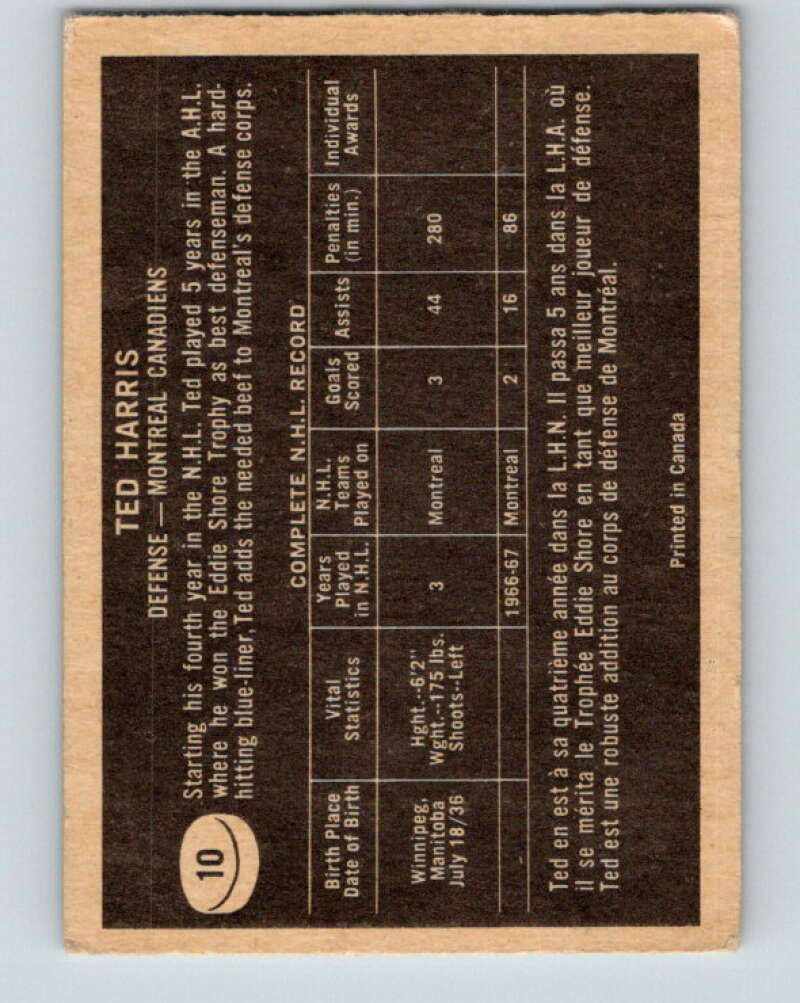 TED HARRIS
DEFENSE — MONTREAL CANADIENS
10
Starting his fourth year in the N.H.L. Ted played 5 years in the A.H.L.
where he won the Eddie Shore Trophy as best defenseman. A hard-
hitting blue-liner, Ted adds the needed beef to Montreal's defense corps.
COMPLETE N.H.L. RECORD
Birth Place Date of Birth | Vital Statistics | Years Played in N.H.L. | N.H.L. Teams Played on | Goals Scored | Assists | Penalties (in min.) | Individual Awards
Winnipeg, Manitoba July 18/36 | Hght.--6'2" Wght.--175 lbs. Shoots--Left | 3 | Montreal | 3 | 44 | 280
1966-67 | Montreal | 2 | 16 | 86
Ted en est à sa quatrième année dans la L.H.N. Il passa 5 ans dans la L.H.A. où
il se mérita le Trophée Eddie Shore en tant que meilleur joueur de défense.
Ted est une robuste addition au corps de défense de Montréal.
Printed in Canada